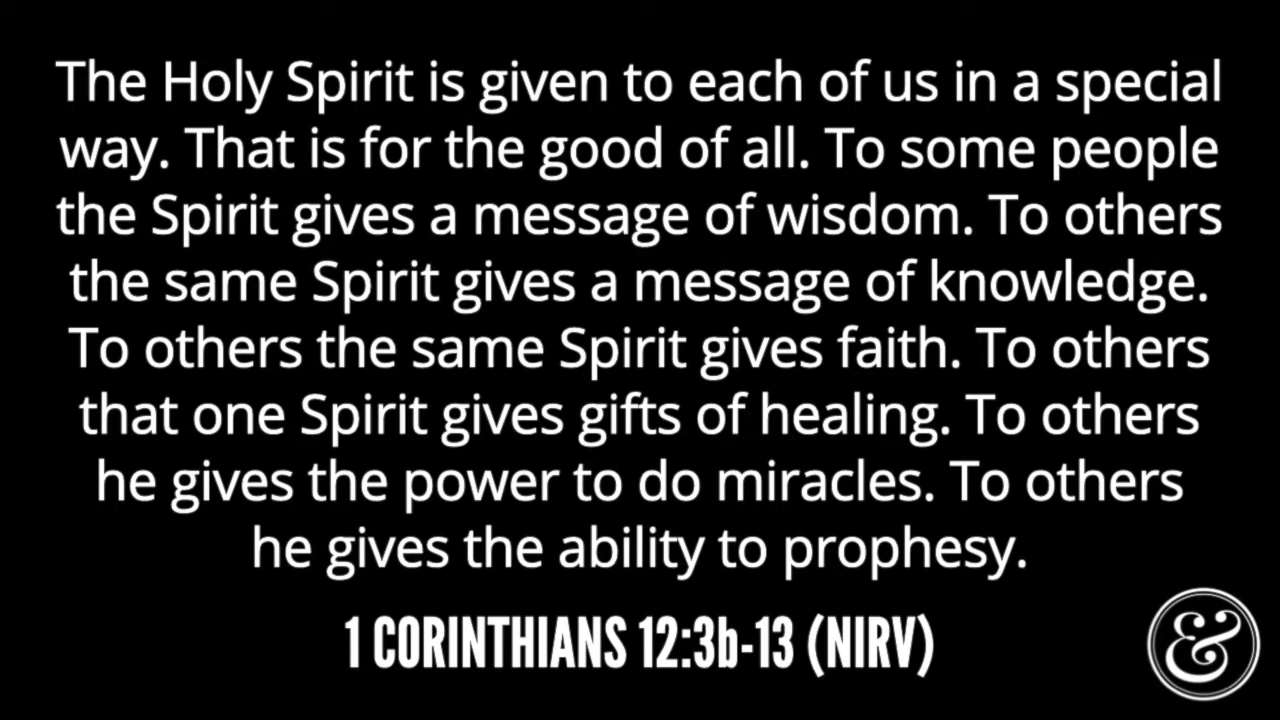 The Holy Spirit is given to each of us in a special
way. That is for the good of all. To some people
the Spirit gives a message of wisdom. To others
the same Spirit gives a message of knowledge.
To others the same Spirit gives faith. To others
that one Spirit gives gifts of healing. To others
he gives the power to do miracles. To others
he gives the ability to prophesy.
1 CORINTHIANS 12:3b-13 (NIRV)
&